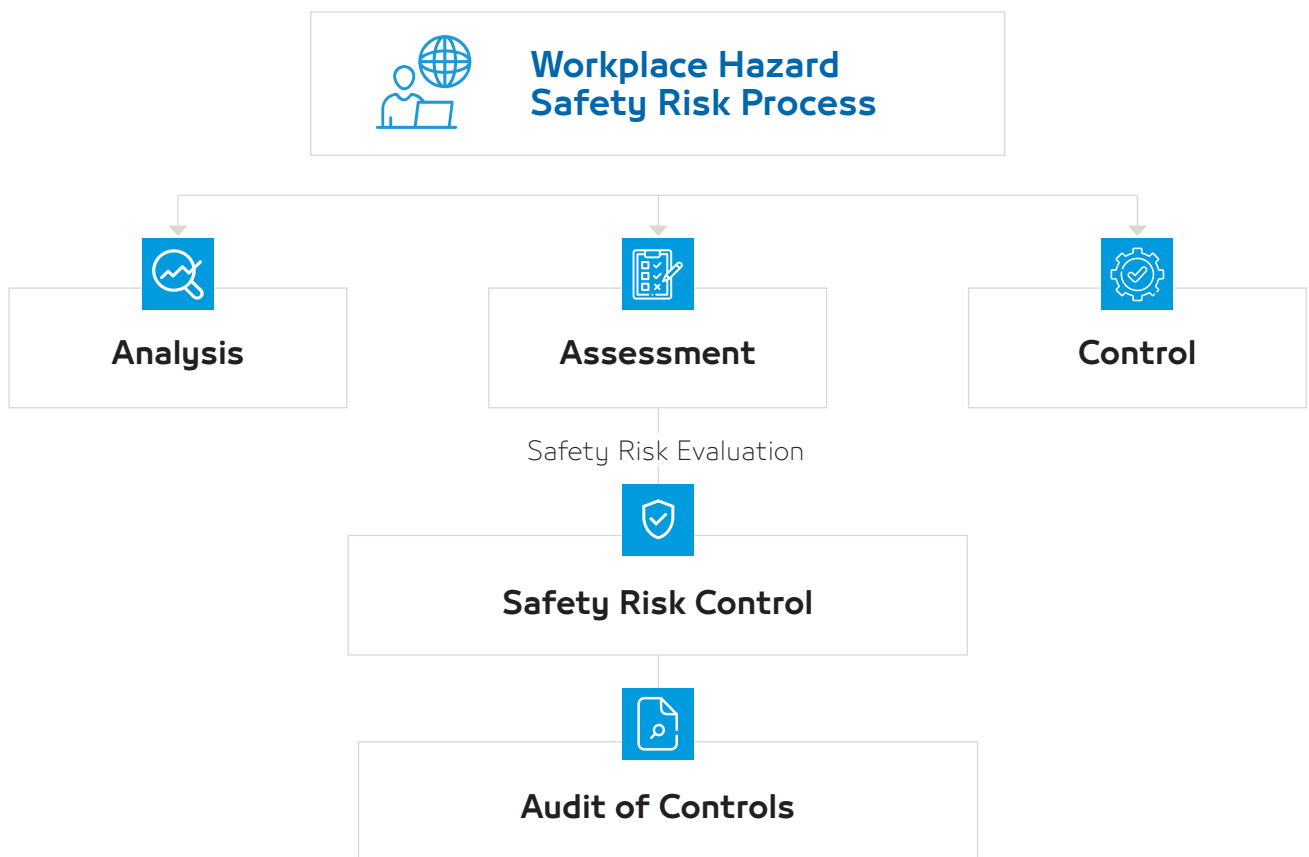 Workplace Hazard
Safety Risk Process
Analysis
Assessment
Control
Safety Risk Evaluation
Safety Risk Control
Audit of Controls